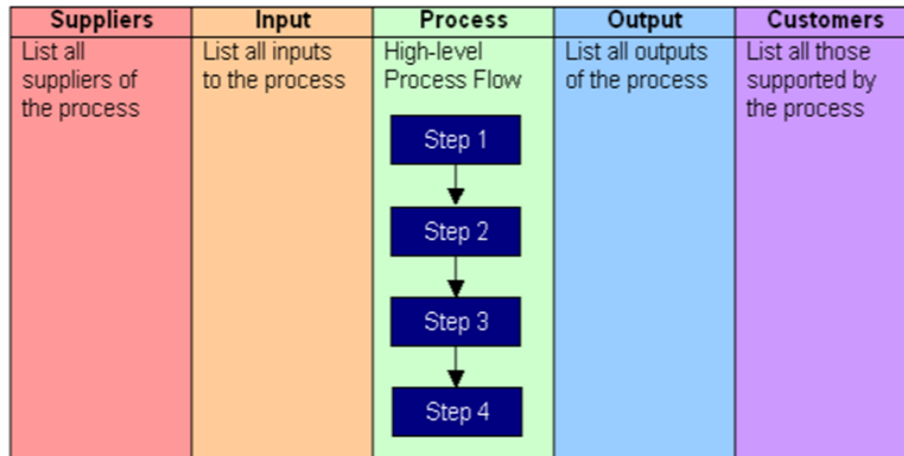 Suppliers
List all
suppliers of
the process
Input
List all inputs
to the process
Process
High-level
Process Flow
Step 1
Step 2
Step 3
Step 4
Output
List all outputs
of the process
Customers
List all those
supported by
the process